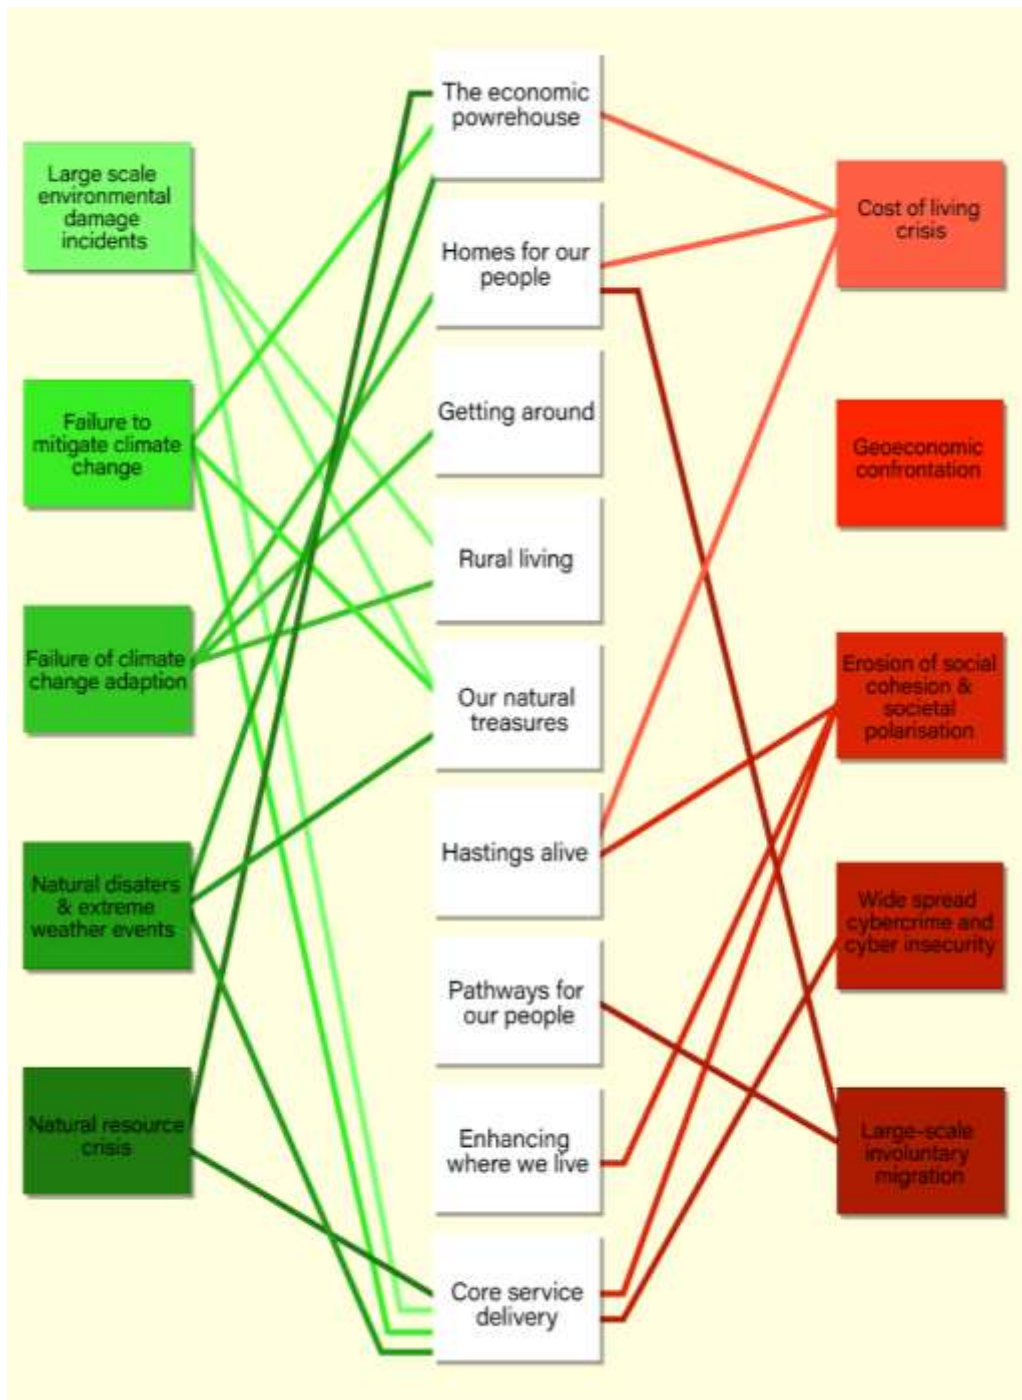 Large scale
environmental
damage
incidents
Failure to
mitigate climate
change
Failure of climate
change adaption
Natural disaters
& extreme
weather events
Natural resource
crisis
The economic
powrehouse
Homes for our
people
Getting around
Rural living
Our natural
treasures
Hastings alive
Pathways for
our people
Enhancing
where we live
Core service
delivery
Cost of living
crisis
Geoeconomic
confrontation
Erosion of social
cohesion &
societal
polarisation
Wide spread
cybercrime and
cyber insecurity
Large-scale
involuntary
migration